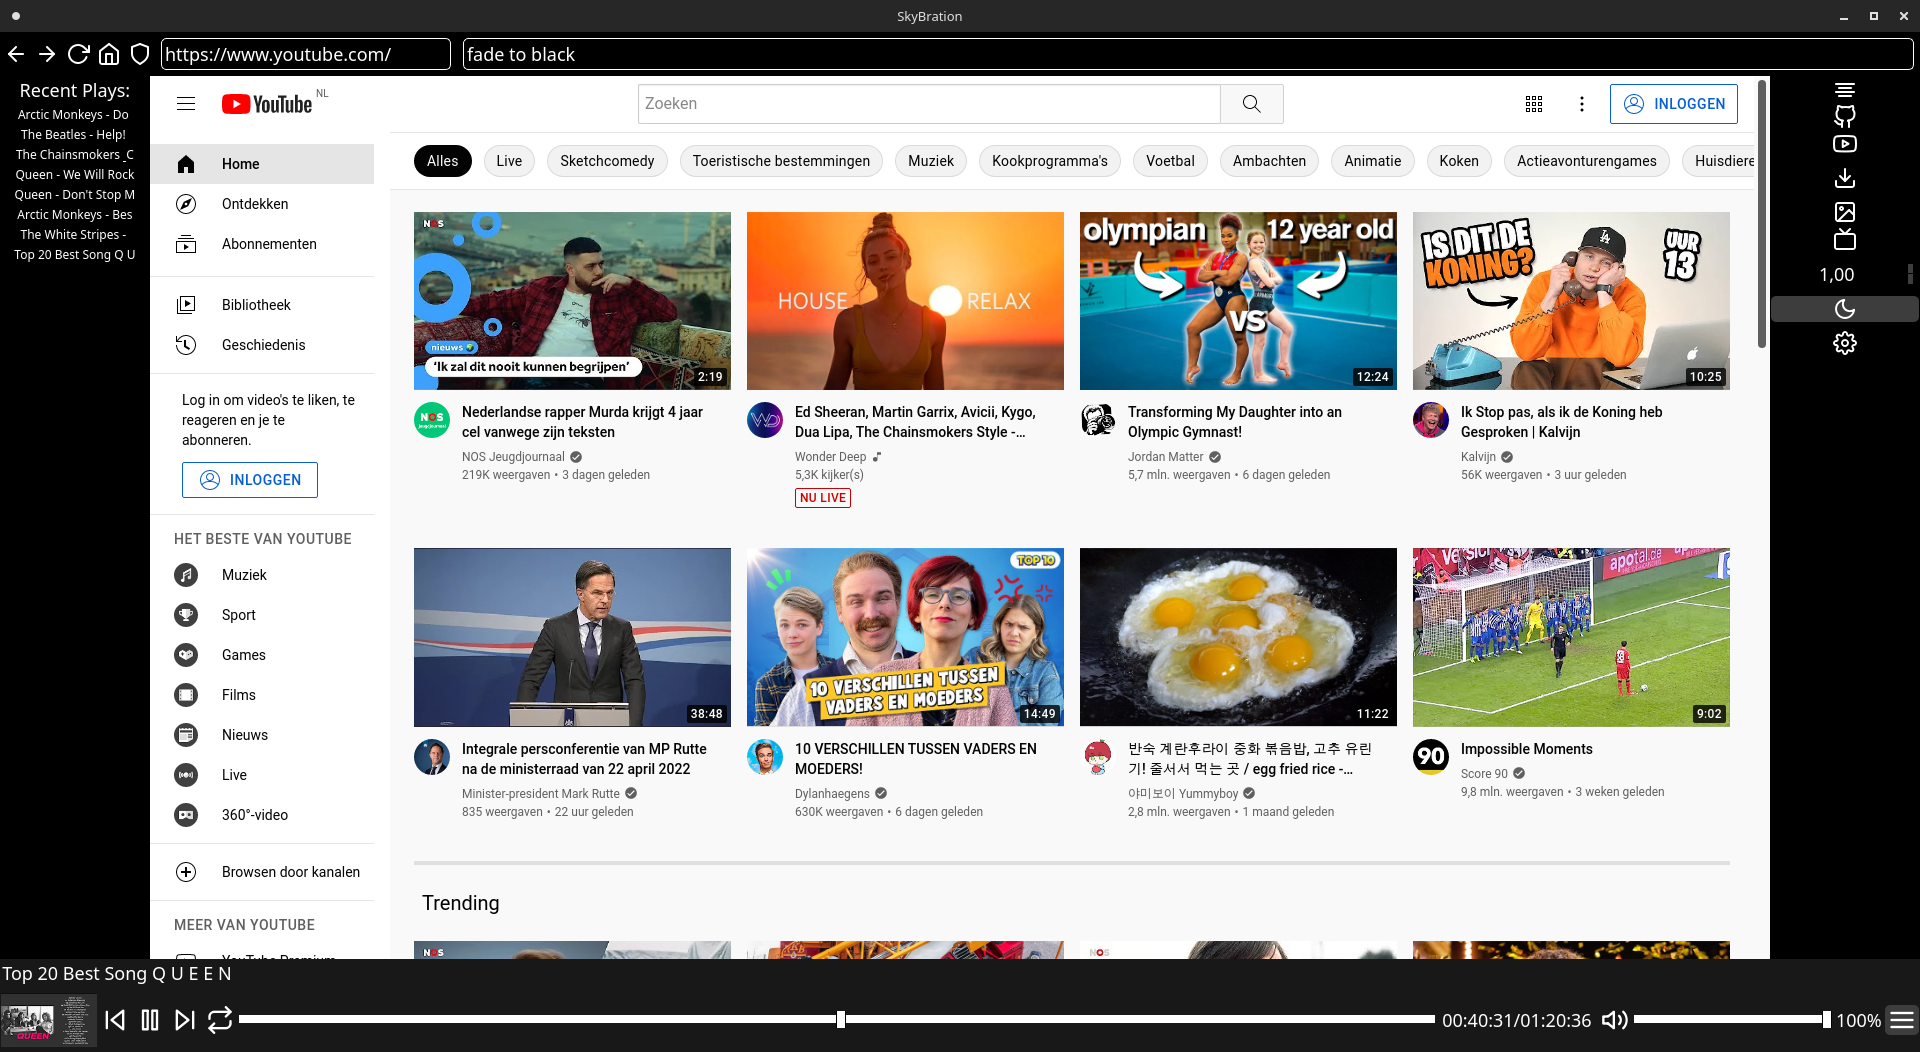 SkyBration
https://www.youtube.com/
fade to black
Recent Plays:
Arctic Monkeys - Do
The Beatles - Help!
The Chainsmokers _C
Queen - We Will Rock
Queen - Don't Stop M
Arctic Monkeys - Bes
The White Stripes -
Top 20 Best Song Q U
YouTube NL
Zoeken
INLOGGEN
Home
Ontdekken
Abonnementen
Bibliotheek
Geschiedenis
Log in om video's te liken, te
reageren en je te
abonneren.
INLOGGEN
HET BESTE VAN YOUTUBE
Muziek
Sport
Games
Films
Nieuws
Live
360°-video
Browsen door kanalen
MEER VAN YOUTUBE
YouTube Premium
Alles
Live
Sketchcomedy
Toeristische bestemmingen
Muziek
Kookprogramma's
Voetbal
Ambachten
Animatie
Koken
Actieavonturengames
Huisdiere
NOS
nieuws
'Ik zal dit nooit kunnen begrijpen'
2:19
NOS
jeugdjournaal
Nederlandse rapper Murda krijgt 4 jaar
cel vanwege zijn teksten
NOS Jeugdjournaal
219K weergaven • 3 dagen geleden
HOUSE RELAX
WD
Ed Sheeran, Martin Garrix, Avicii, Kygo,
Dua Lipa, The Chainsmokers Style -...
Wonder Deep
5,3K kijker(s)
NU LIVE
olympian 12 year old
VS
12:24
Transforming My Daughter into an
Olympic Gymnast!
Jordan Matter
5,7 mln. weergaven • 6 dagen geleden
IS DIT DE
KONING?
UUR
13
LA
10:25
Ik Stop pas, als ik de Koning heb
Gesproken | Kalvijn
Kalvijn
56K weergaven • 3 uur geleden
38:48
Integrale persconferentie van MP Rutte
na de ministerraad van 22 april 2022
Minister-president Mark Rutte
835 weergaven • 22 uur geleden
TOP 10
10 VERSCHILLEN TUSSEN
VADERS EN MOEDERS
14:49
10 VERSCHILLEN TUSSEN VADERS EN
MOEDERS!
Dylanhaegens
630K weergaven • 6 dagen geleden
11:22
반숙 계란후라이 중화 볶음밥, 고추 유린
기! 줄서서 먹는 곳 / egg fried rice -...
야미보이 Yummyboy
2,8 mln. weergaven • 1 maand geleden
apotal.de
9:02
90
Impossible Moments
Score 90
9,8 mln. weergaven • 3 weken geleden
Trending
NOS
NOS
1,00
Top 20 Best Song Q U E E N
QUEEN
00:40:31/01:20:36
100%